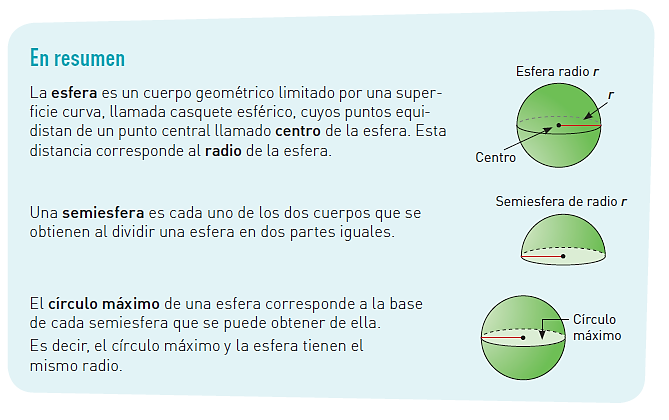 En resumen
La esfera es un cuerpo geométrico limitado por una super-
ficie curva, llamada casquete esférico, cuyos puntos equi-
distan de un punto central llamado centro de la esfera. Esta
distancia corresponde al radio de la esfera.
Esfera radio r
r
Centro
Una semiesfera es cada uno de los dos cuerpos que se
obtienen al dividir una esfera en dos partes iguales.
Semiesfera de radio r
El círculo máximo de una esfera corresponde a la base
de cada semiesfera que se puede obtener de ella.
Es decir, el círculo máximo y la esfera tienen el
mismo radio.
Círculo
máximo